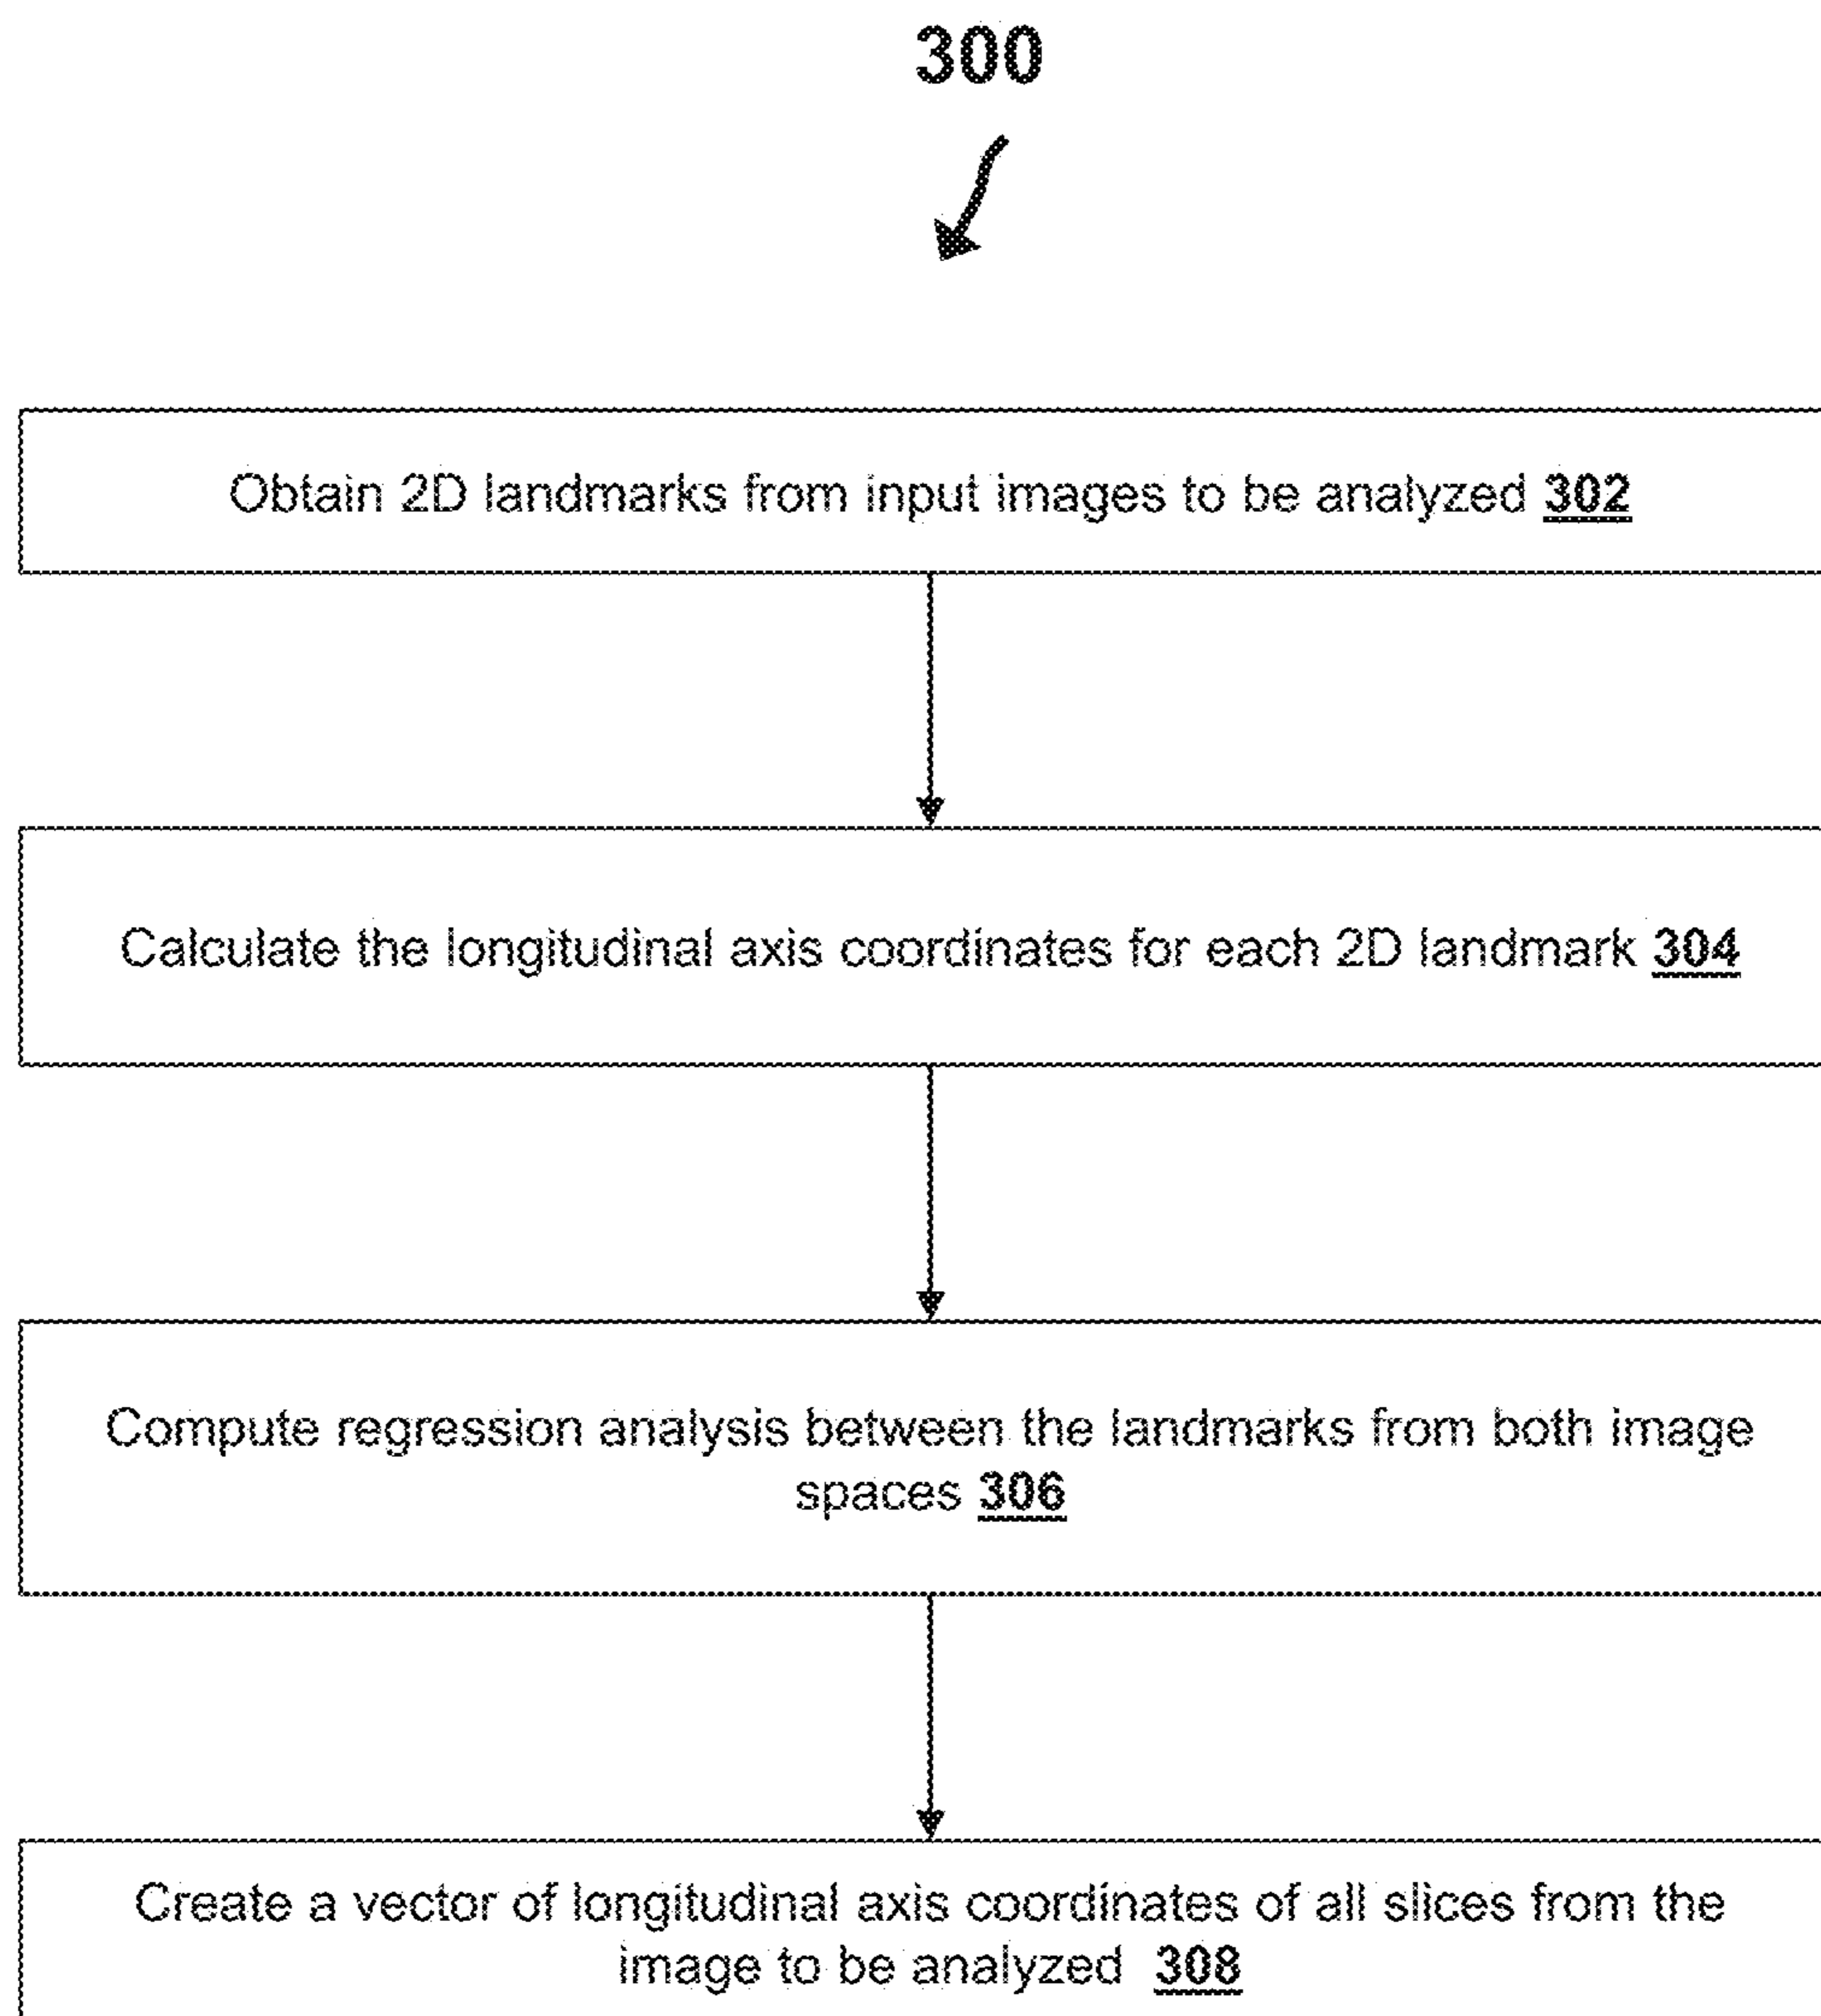 300
Obtain 2D landmarks from input images to be analyzed 302
Calculate the longitudinal axis coordinates for each 2D landmark 304
Compute regression analysis between the landmarks from both image
spaces 306
Create a vector of longitudinal axis coordinates of all slices from the
image to be analyzed 308